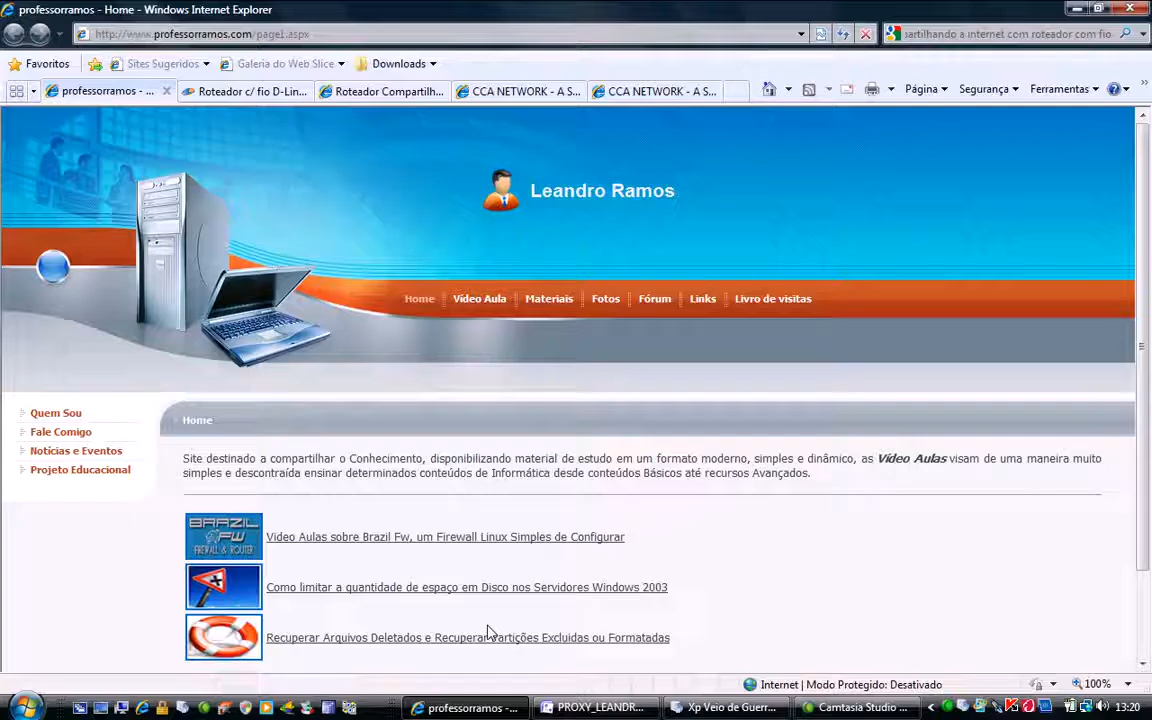 professorramos - Home - Windows Internet Explorer
http://www.professorramos.com/page1.aspx
artilhando a internet com roteador com fio
Favoritos
Sites Sugeridos
Galeria do Web Slice
Downloads
professorramos - ...
Roteador c/ fio D-Lin...
Roteador Compartilh...
CCA NETWORK - A S...
CCA NETWORK - A S...
Página
Segurança
Ferramentas
Leandro Ramos
Home
Vídeo Aula
Materiais
Fotos
Fórum
Links
Livro de visitas
Quem Sou
Fale Comigo
Notícias e Eventos
Projeto Educacional
Home
Site destinado a compartilhar o Conhecimento, disponibilizando material de estudo em um formato moderno, simples e dinâmico, as Vídeo Aulas visam de uma maneira muito
simples e descontraída ensinar determinados conteúdos de Informática desde conteúdos Básicos até recursos Avançados.
BRAZIL
FW
FIREWALL & ROUTER
Video Aulas sobre Brazil Fw, um Firewall Linux Simples de Configurar
Como limitar a quantidade de espaço em Disco nos Servidores Windows 2003
Recuperar Arquivos Deletados e Recuperar Partições Excluidas ou Formatadas
Internet | Modo Protegido: Desativado
100%
professorramos -...
PROXY_LEANDR...
Xp Veio de Guerr...
Camtasia Studio ...
13:20